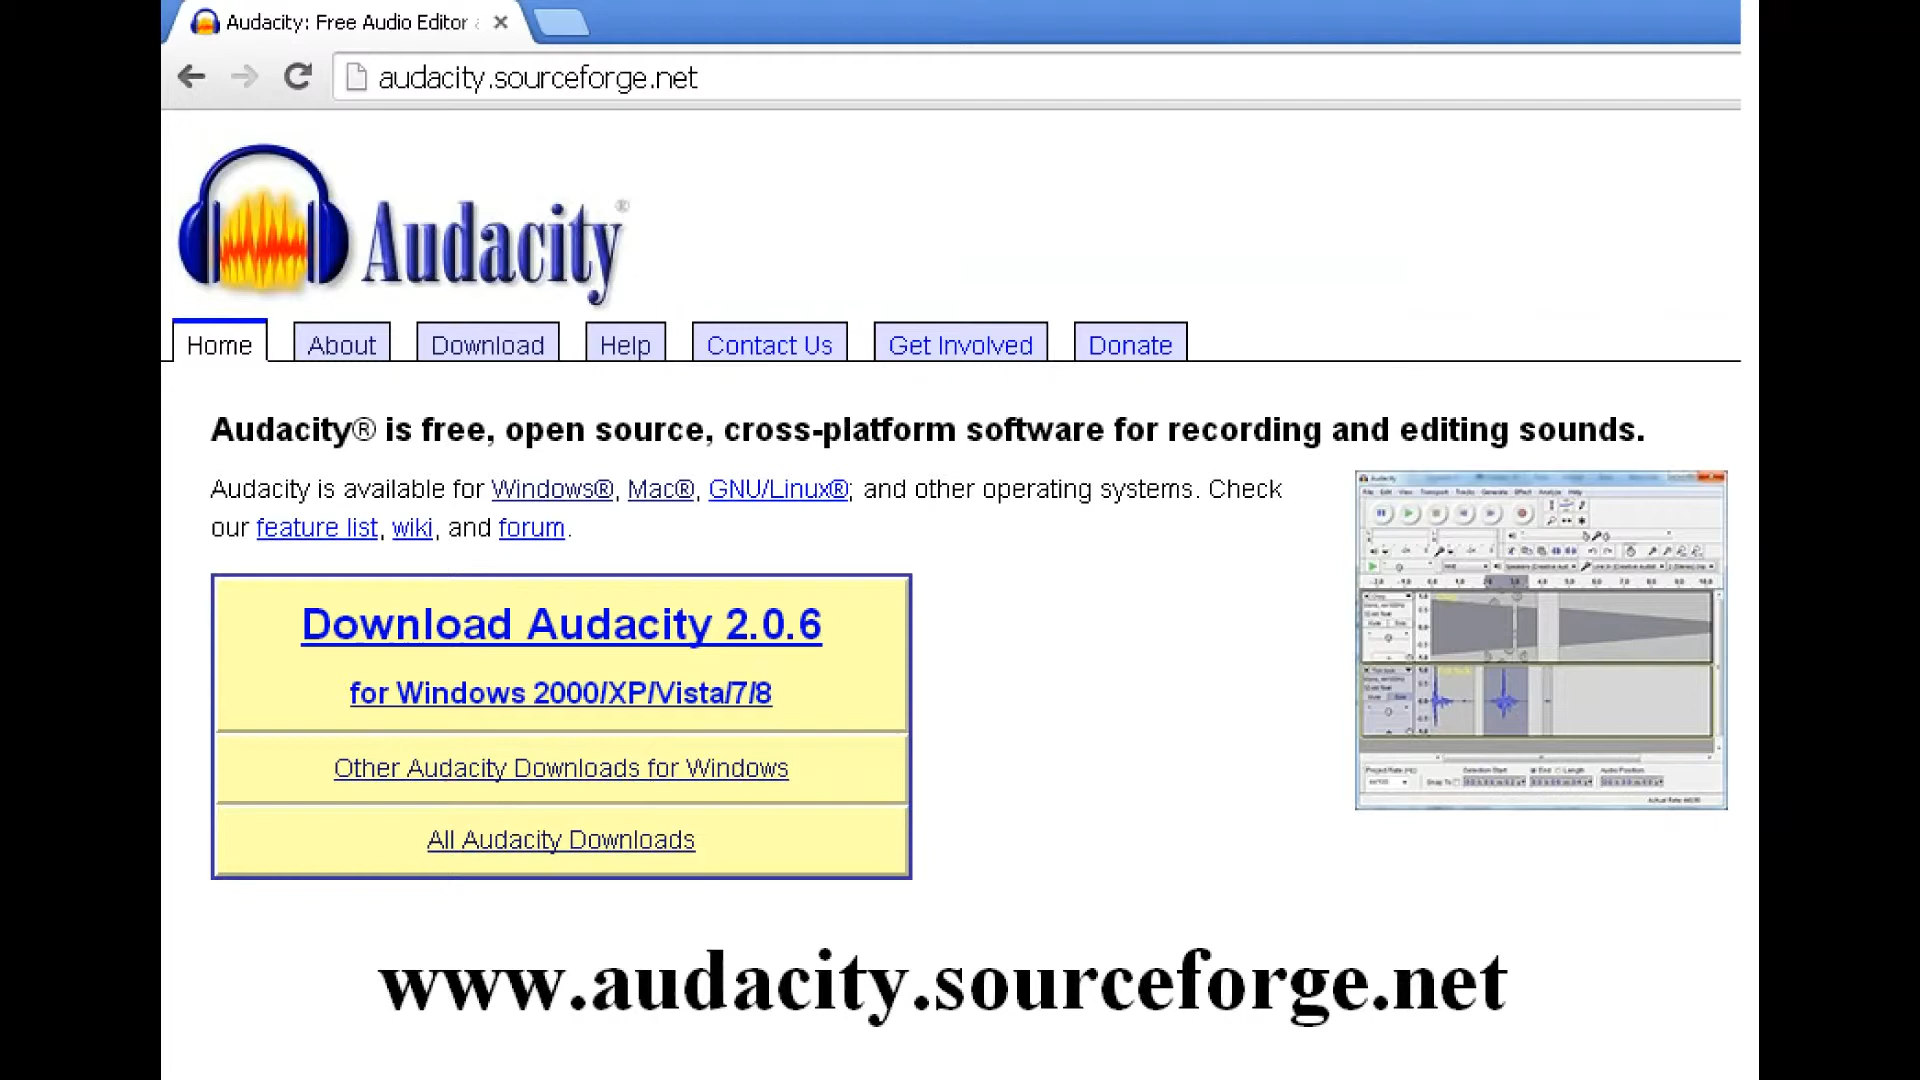 Audacity: Free Audio Editor
audacity.sourceforge.net
Audacity®
Home About Download Help Contact Us Get Involved Donate
Audacity® is free, open source, cross-platform software for recording and editing sounds.
Audacity is available for Windows®, Mac®, GNU/Linux®; and other operating systems. Check
our feature list, wiki, and forum.
Download Audacity 2.0.6
for Windows 2000/XP/Vista/7/8
Other Audacity Downloads for Windows
All Audacity Downloads
www.audacity.sourceforge.net